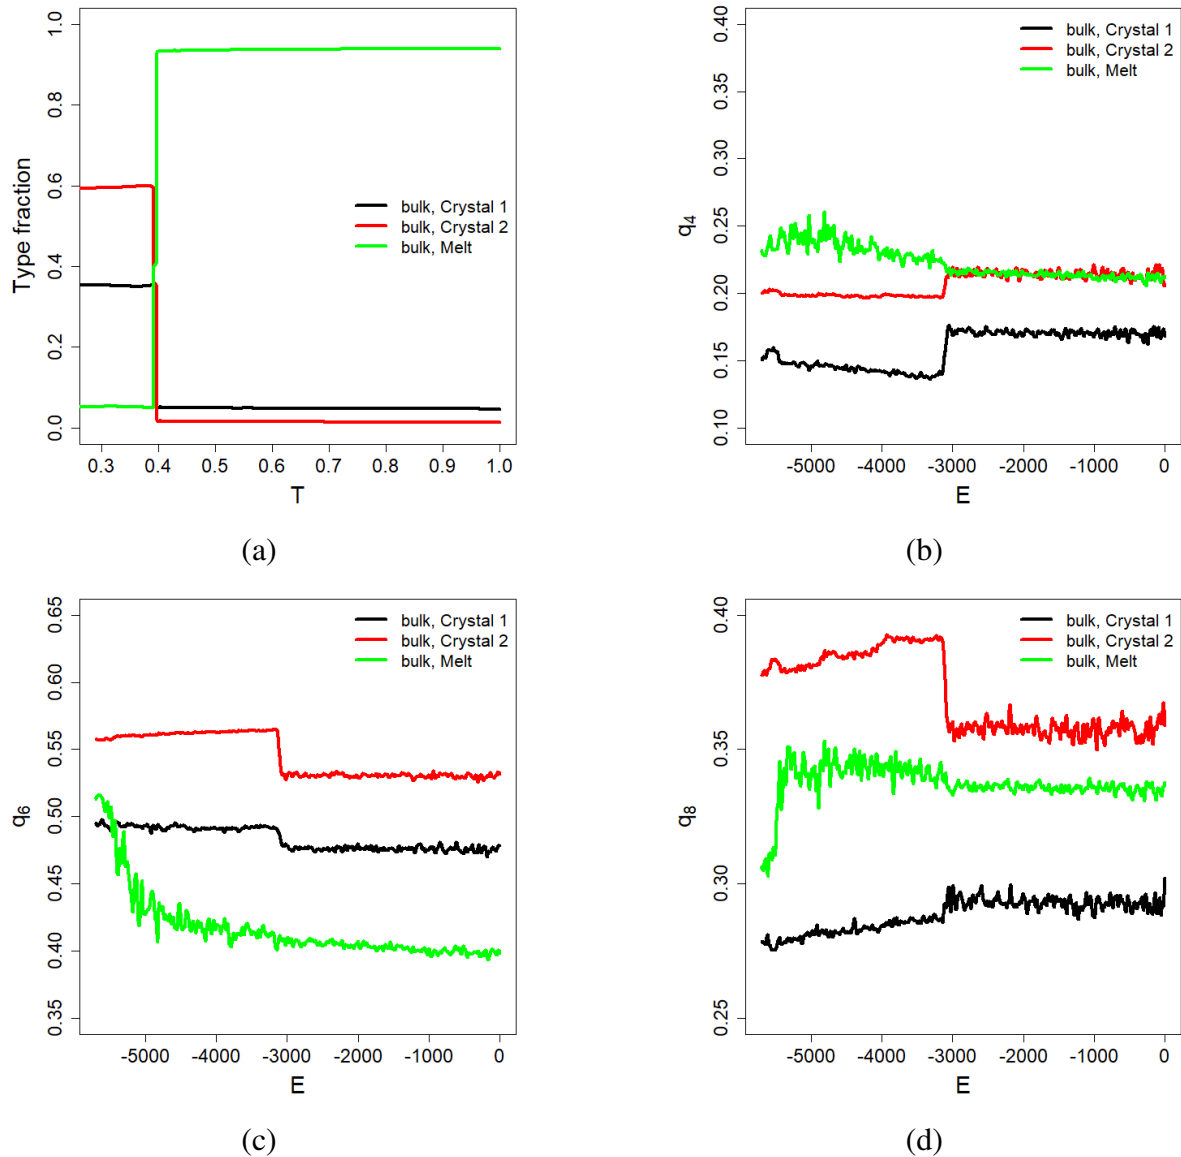 1.0
0.8
0.6
0.4
0.2
0.0
Type fraction
bulk, Crystal 1
bulk, Crystal 2
bulk, Melt
0.3 0.4 0.5 0.6 0.7 0.8 0.9 1.0
T
(a)
0.40
0.35
0.30
0.25
0.20
0.15
0.10
q4
bulk, Crystal 1
bulk, Crystal 2
bulk, Melt
-5000 -4000 -3000 -2000 -1000 0
E
(b)
0.65
0.60
0.55
0.50
0.45
0.40
0.35
q6
bulk, Crystal 1
bulk, Crystal 2
bulk, Melt
-5000 -4000 -3000 -2000 -1000 0
E
(c)
0.40
0.35
0.30
0.25
q8
bulk, Crystal 1
bulk, Crystal 2
bulk, Melt
-5000 -4000 -3000 -2000 -1000 0
E
(d)